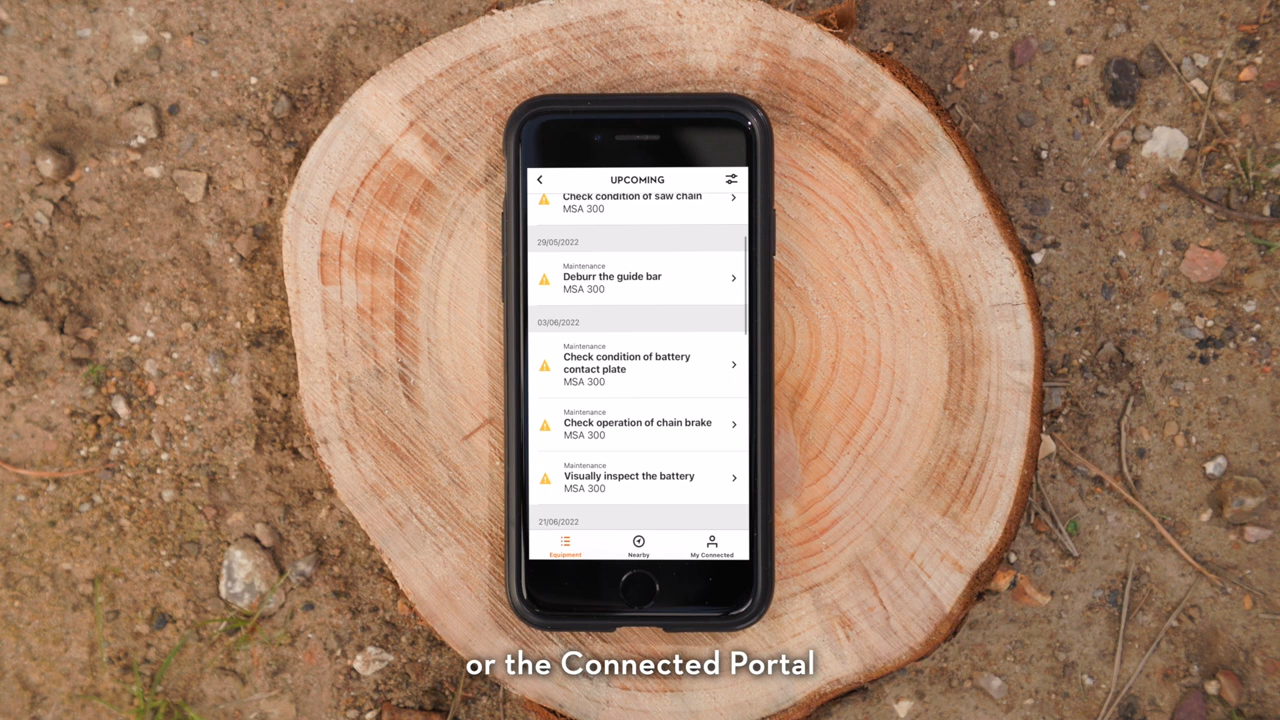 UPCOMING
Check condition of saw chain
MSA 300
29/05/2022
Maintenance
Deburr the guide bar
MSA 300
03/06/2022
Maintenance
Check condition of battery
contact plate
MSA 300
Maintenance
Check operation of chain brake
MSA 300
Maintenance
Visually inspect the battery
MSA 300
21/06/2022
Equipment
Nearby
My Connected
or the Connected Portal